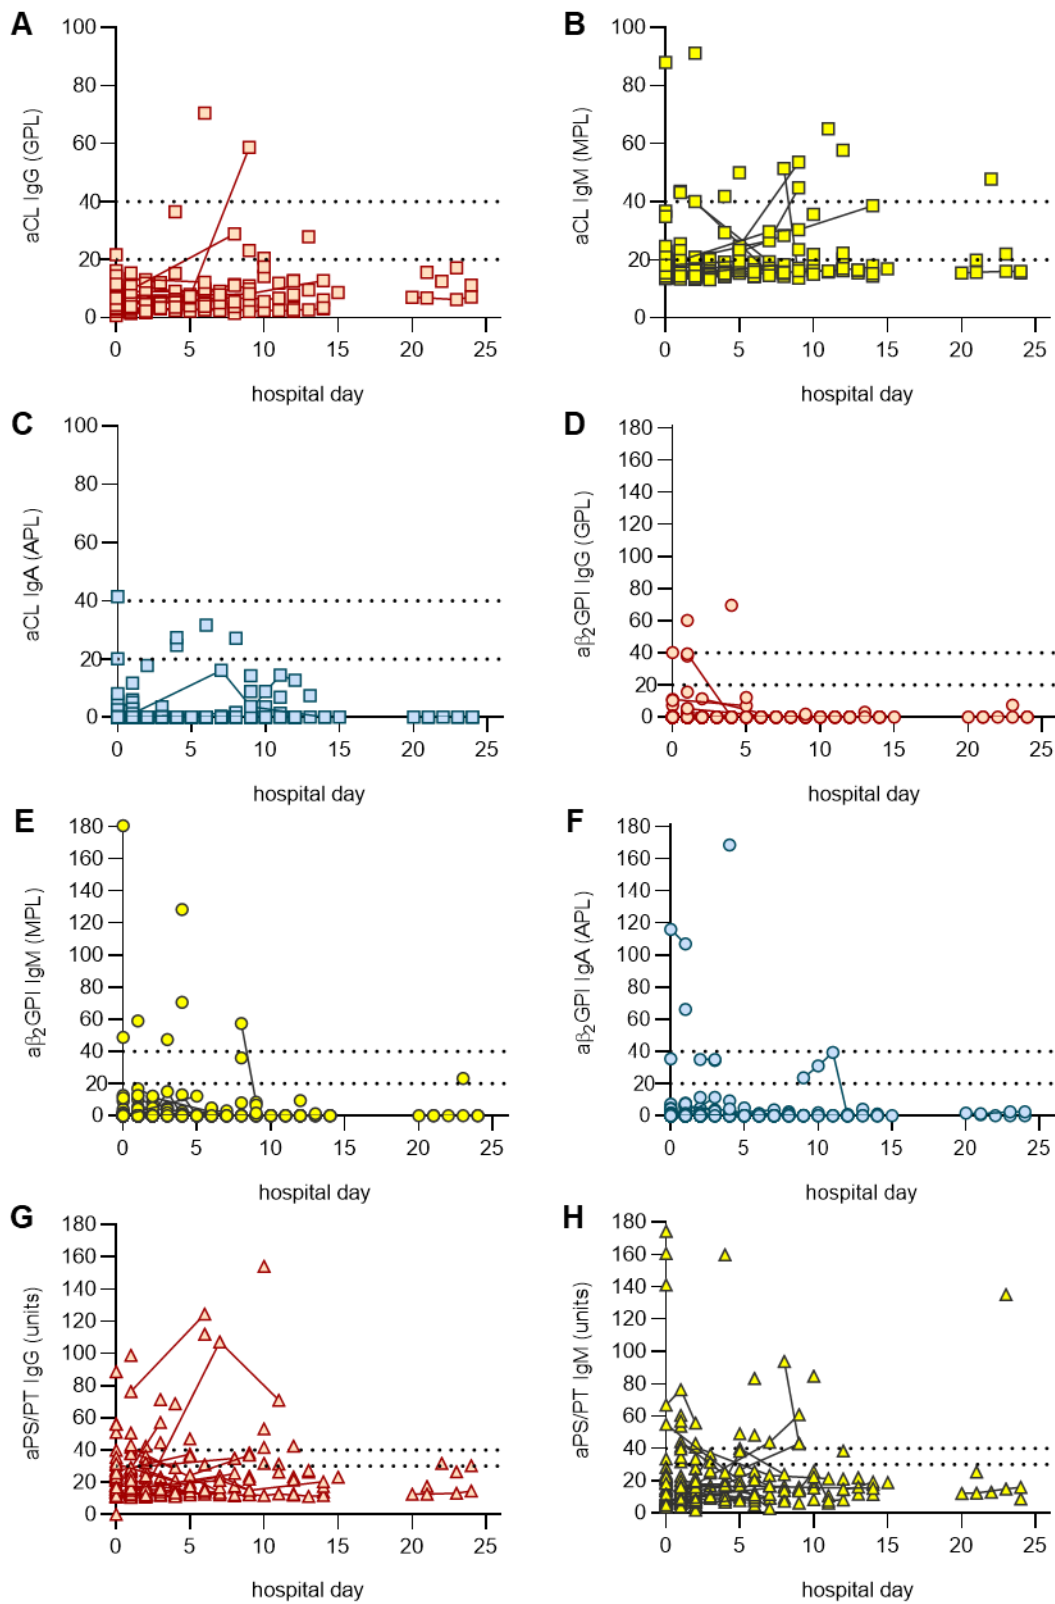 A
100
80
60
40
20
0
aCL IgG (GPL)
0 5 10 15 20 25
hospital day
B
100
80
60
40
20
0
aCL IgM (MPL)
0 5 10 15 20 25
hospital day
C
100
80
60
40
20
0
aCL IgA (APL)
0 5 10 15 20 25
hospital day
D
180
160
140
120
100
80
60
40
20
0
aβ₂GPI IgG (GPL)
0 5 10 15 20 25
hospital day
E
180
160
140
120
100
80
60
40
20
0
aβ₂GPI IgM (MPL)
0 5 10 15 20 25
hospital day
F
180
160
140
120
100
80
60
40
20
0
aβ₂GPI IgA (APL)
0 5 10 15 20 25
hospital day
G
180
160
140
120
100
80
60
40
20
0
aPS/PT IgG (units)
0 5 10 15 20 25
hospital day
H
180
160
140
120
100
80
60
40
20
0
aPS/PT IgM (units)
0 5 10 15 20 25
hospital day